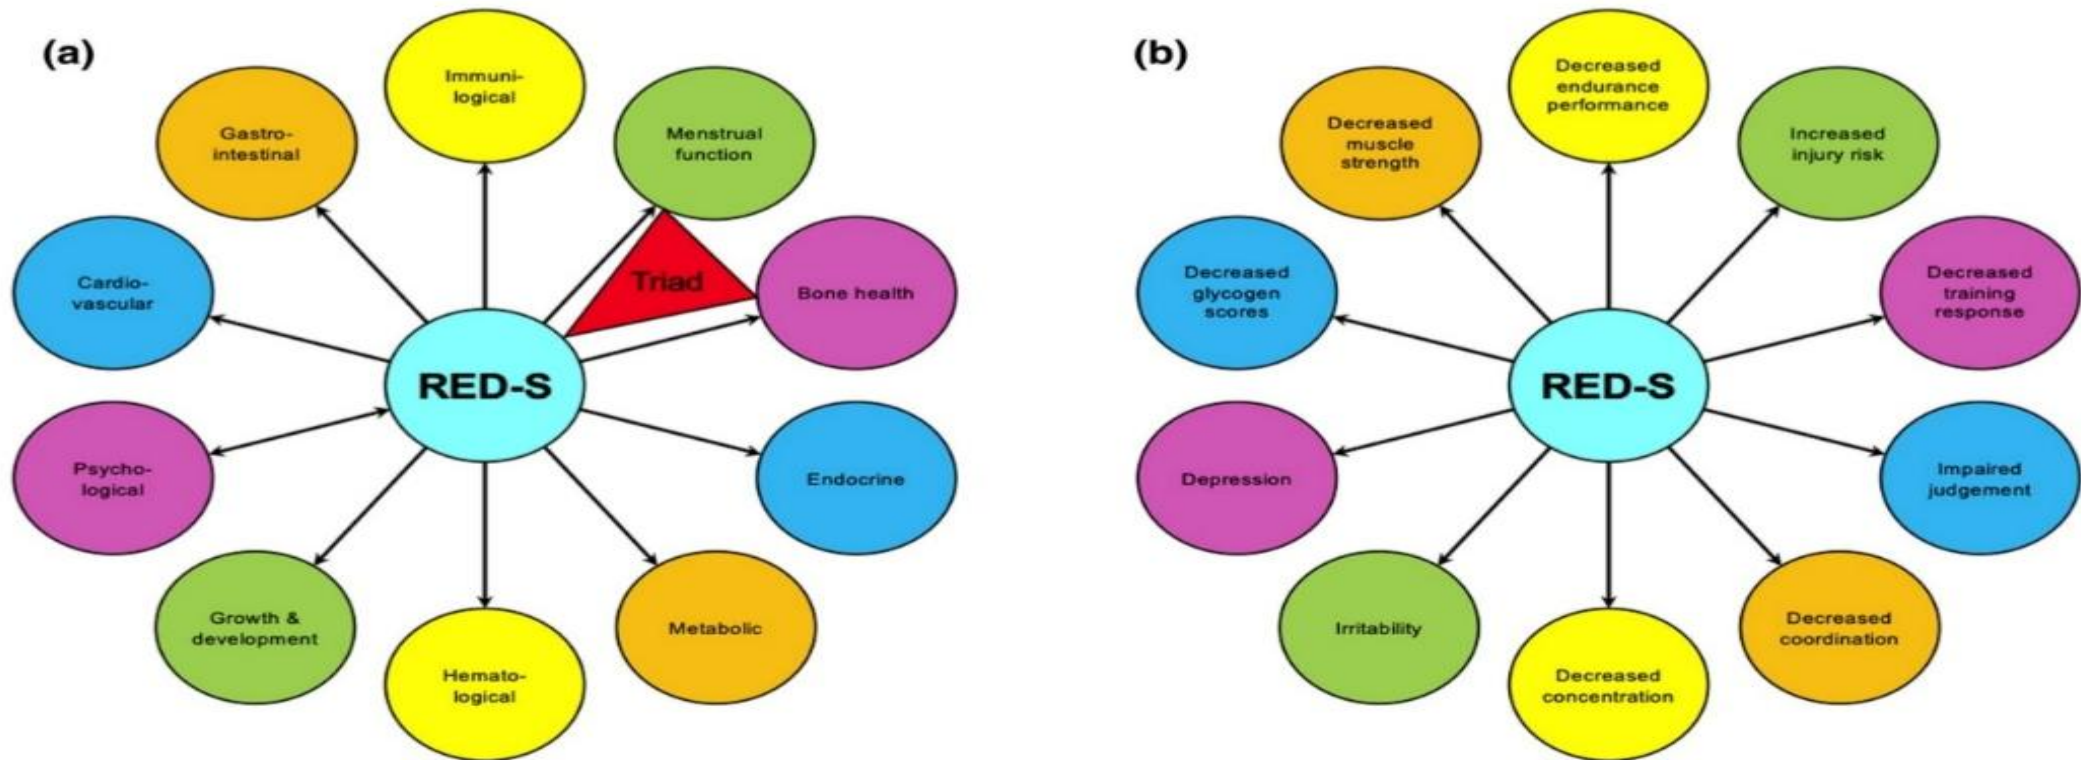 (a)
Immuni-
logical
Gastro-
intestinal
Menstrual
function
Cardio-
vascular
Triad
Bone health
RED-S
Psycho-
logical
Endocrine
Growth &
development
Metabolic
Hemato-
logical
(b)
Decreased
endurance
performance
Decreased
muscle
strength
Increased
injury risk
Decreased
glycogen
scores
Decreased
training
response
RED-S
Depression
Impaired
judgement
Irritability
Decreased
coordination
Decreased
concentration